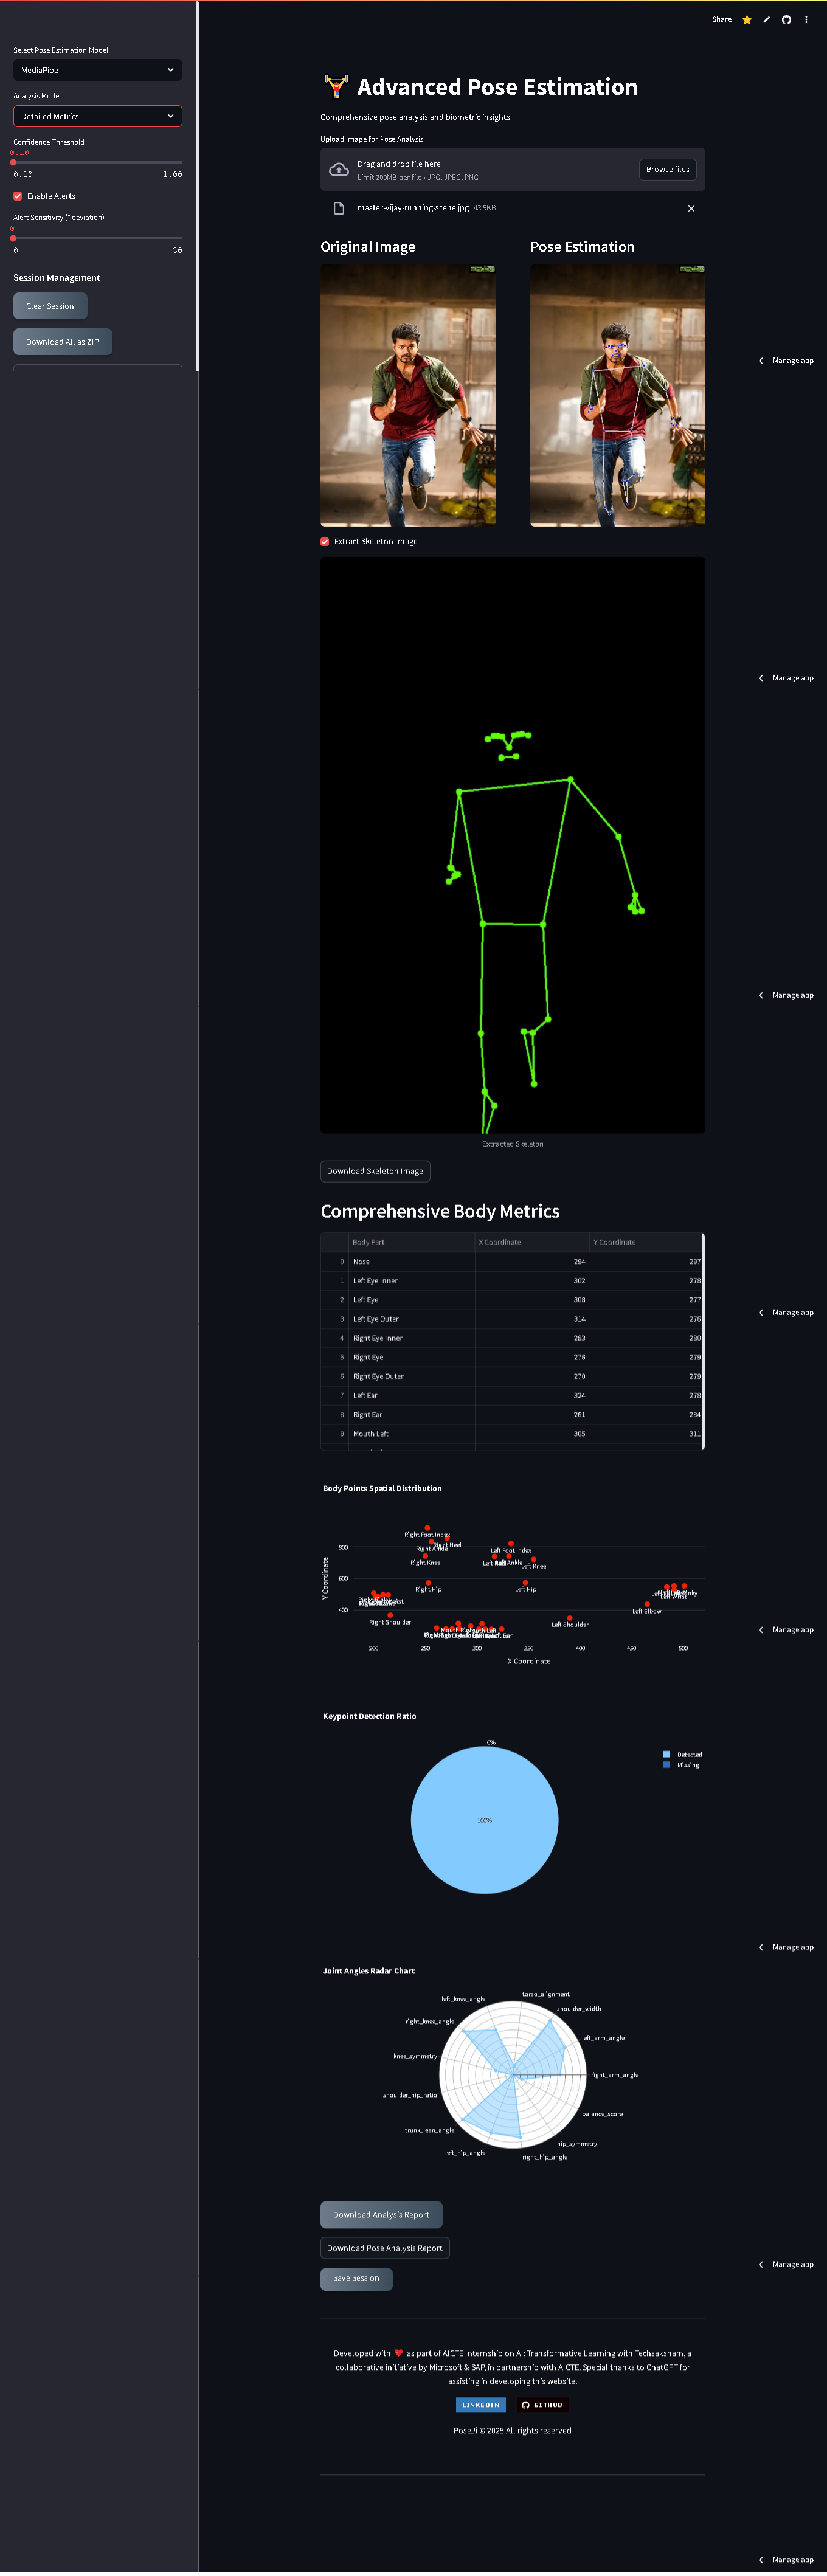 Share
Select Pose Estimation Model
MediaPipe
Analysis Mode
Detailed Metrics
Confidence Threshold
0.10
0.10 1.00
Enable Alerts
Alert Sensitivity (° deviation)
0
0 30
Session Management
Clear Session
Download All as ZIP
Advanced Pose Estimation
Comprehensive pose analysis and biometric insights
Upload Image for Pose Analysis
Drag and drop file here
Limit 200MB per file • JPG, JPEG, PNG
Browse files
master-vijay-running-scene.jpg 43.5KB
Original Image Pose Estimation
Manage app
Extract Skeleton Image
Manage app
Manage app
Extracted Skeleton
Download Skeleton Image
Comprehensive Body Metrics
Body Part X Coordinate Y Coordinate
0 Nose 294 297
1 Left Eye Inner 302 278
2 Left Eye 308 277
3 Left Eye Outer 314 276
Manage app
4 Right Eye Inner 283 280
5 Right Eye 276 279
6 Right Eye Outer 270 279
7 Left Ear 324 278
8 Right Ear 261 284
9 Mouth Left 305 311
Body Points Spatial Distribution
Right Foot Index
Right Heel
Left Foot Index
Right Knee
Left Ankle
Left Knee
Right Hip
Left Hip
Left Wrist
Left Elbow
Right Shoulder
Left Shoulder
Y Coordinate
800
600
400
200 250 300 350 400 450 500
X Coordinate
Manage app
Keypoint Detection Ratio
0%
100%
Detected
Missing
Manage app
Joint Angles Radar Chart
torso_alignment
left_knee_angle
shoulder_width
right_knee_angle
left_arm_angle
knee_symmetry
right_arm_angle
shoulder_hip_ratio
balance_score
trunk_lean_angle
hip_symmetry
left_hip_angle
right_hip_angle
Download Analysis Report
Download Pose Analysis Report
Manage app
Save Session
Developed with ❤ as part of AICTE Internship on AI: Transformative Learning with Techsaksham, a
collaborative initiative by Microsoft & SAP, in partnership with AICTE. Special thanks to ChatGPT for
assisting in developing this website.
LINKEDIN GITHUB
PoseJi © 2025 All rights reserved
Manage app